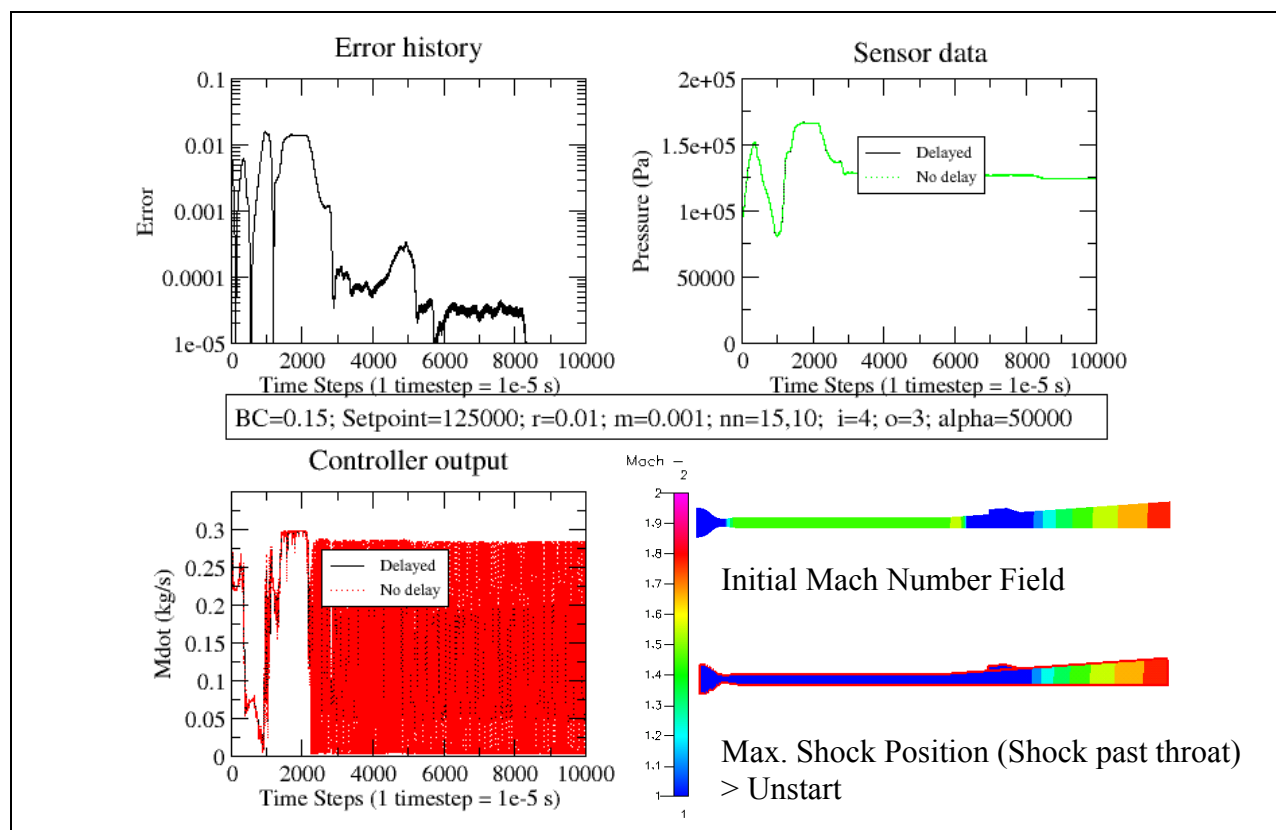 Error history
0.1
0.01
0.001
0.0001
1e-05
Error
0 2000 4000 6000 8000 10000
Time Steps (1 timestep = 1e-5 s)
Sensor data
2e+05
1.5e+05
1e+05
50000
0
Pressure (Pa)
Delayed
No delay
0 2000 4000 6000 8000 10000
Time Steps (1 timestep = 1e-5 s)
BC=0.15; Setpoint=125000; r=0.01; m=0.001; nn=15,10; i=4; o=3; alpha=50000
Controller output
0.3
0.25
0.2
0.15
0.1
0.05
0
Mdot (kg/s)
Delayed
No delay
0 2000 4000 6000 8000 10000
Time Steps (1 timestep = 1e-5 s)
Mach –
2
2
1.9
1.8
1.7
1.6
1.5
1.4
1.3
1.2
1.1
1
1
Initial Mach Number Field
Max. Shock Position (Shock past throat)
> Unstart